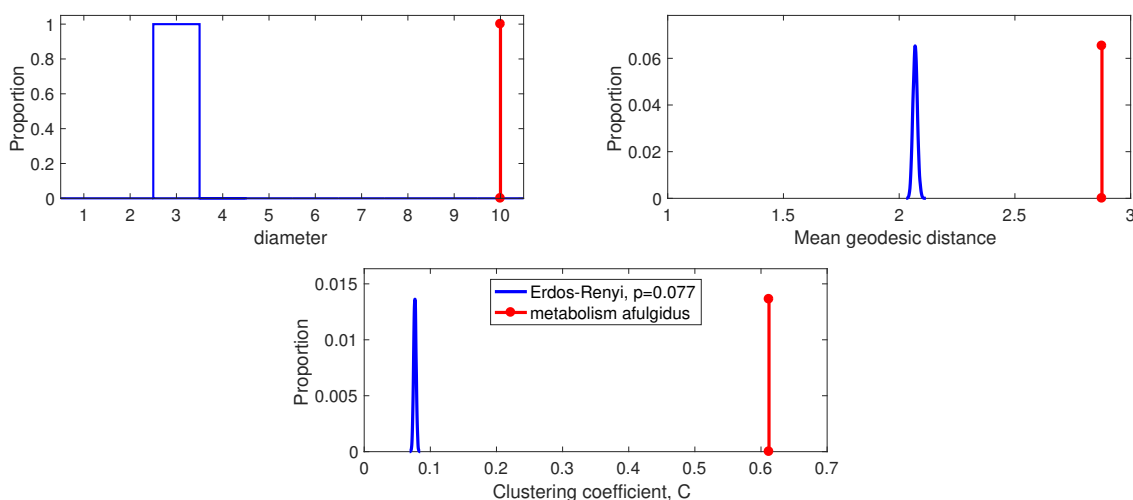 Proportion
1
0.8
0.6
0.4
0.2
0
1 2 3 4 5 6 7 8 9 10
diameter
Proportion
0.06
0.04
0.02
0
1 1.5 2 2.5 3
Mean geodesic distance
Proportion
0.015
0.01
0.005
0
0 0.1 0.2 0.3 0.4 0.5 0.6 0.7
Clustering coefficient, C
Erdos-Renyi, p=0.077
metabolism afulgidus